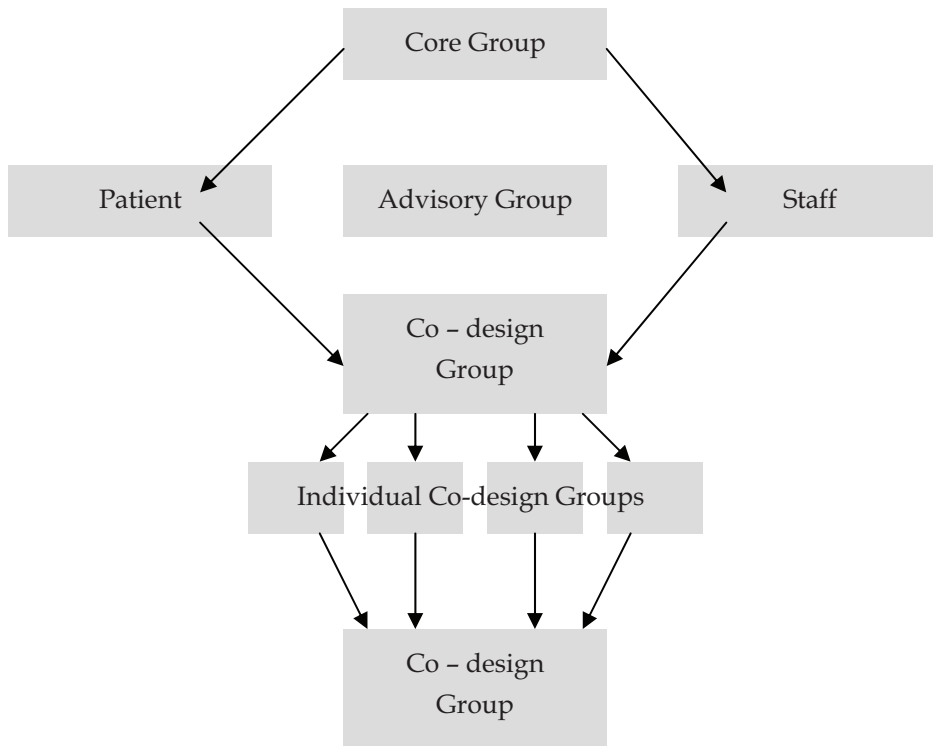 Core Group
Patient
Advisory Group
Staff
Co – design
Group
Individual Co-design Groups
Co – design
Group